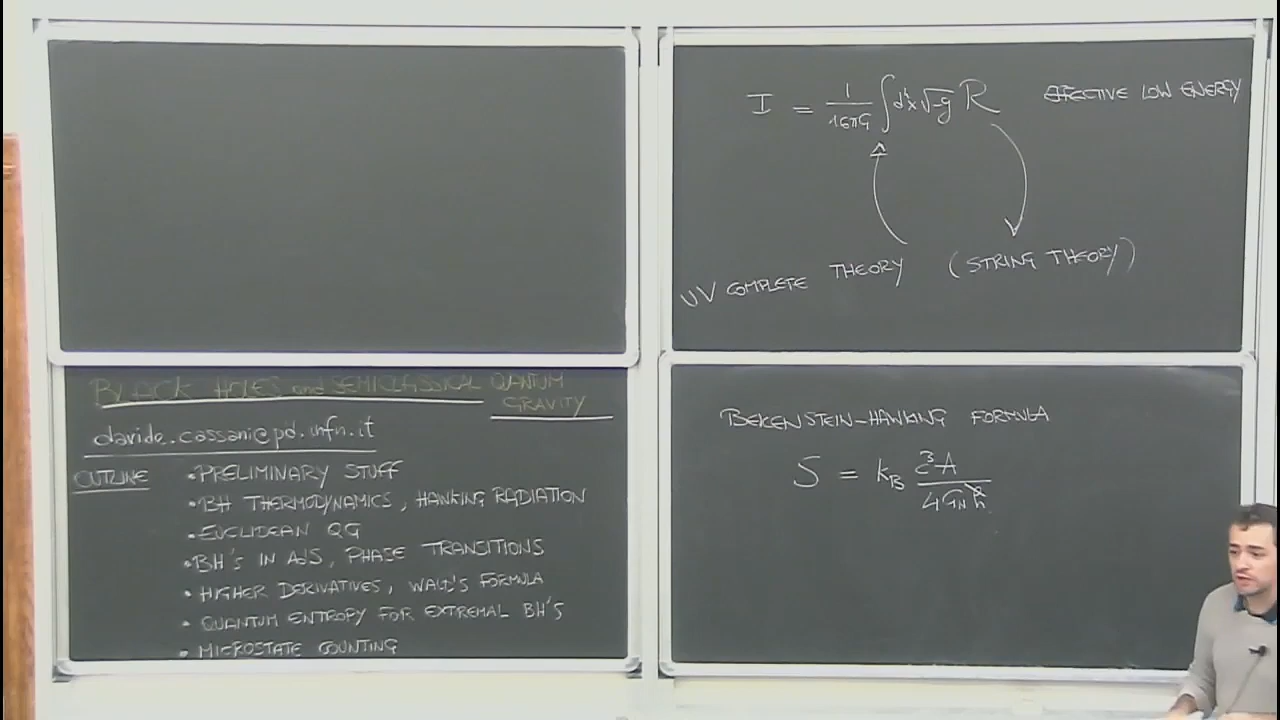 BLACK HOLES and SEMICLASSICAL QUANTUM
GRAVITY
davide.cassani@pd.infn.it
OUTLINE
• PRELIMINARY STUFF
• BH THERMODYNAMICS, HAWKING RADIATION
• EUCLIDEAN QG
• BH'S IN AdS, PHASE TRANSITIONS
• HIGHER DERIVATIVES, WALD'S FORMULA
• QUANTUM ENTROPY FOR EXTREMAL BH'S
• MICROSTATE COUNTING
I = 1/16πG ∫d⁴x √-g R EFFECTIVE LOW ENERGY
UV COMPLETE THEORY (STRING THEORY)
BEKENSTEIN-HAWKING FORMULA
S = k_B c³A / 4G_N ħ